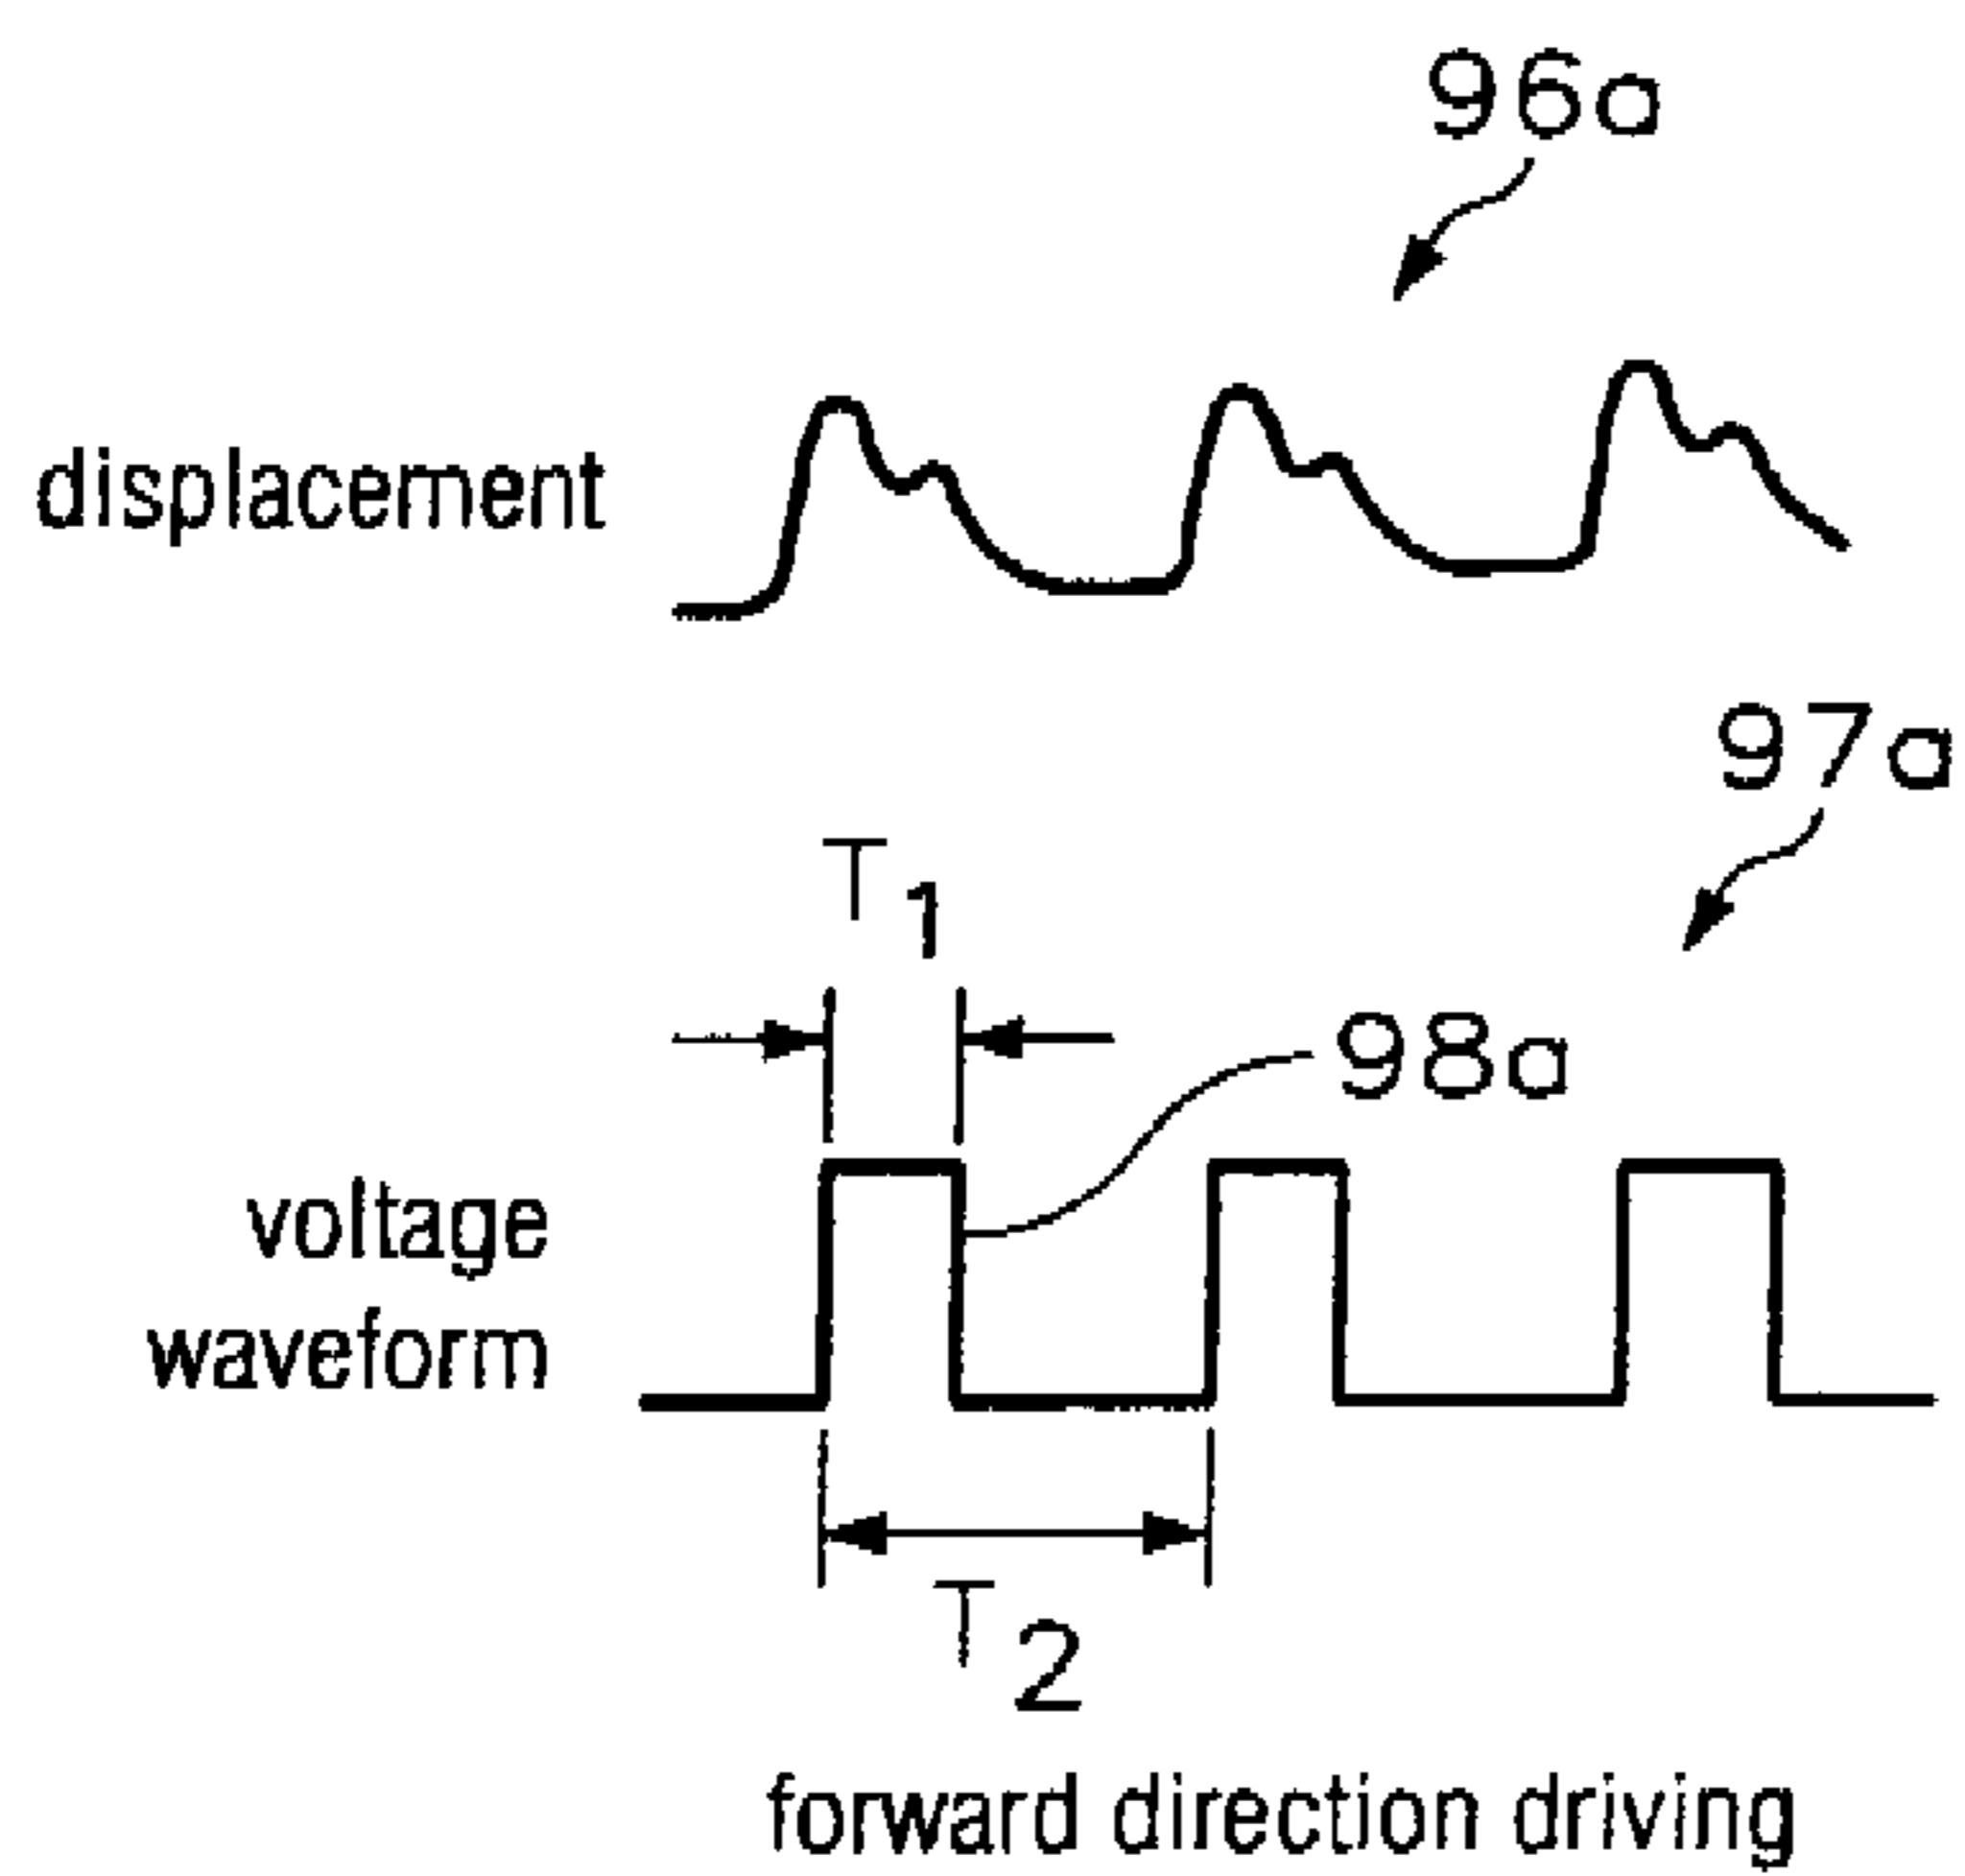 96a
displacement
97a
T1
98a
voltage
waveform
T2
forward direction driving